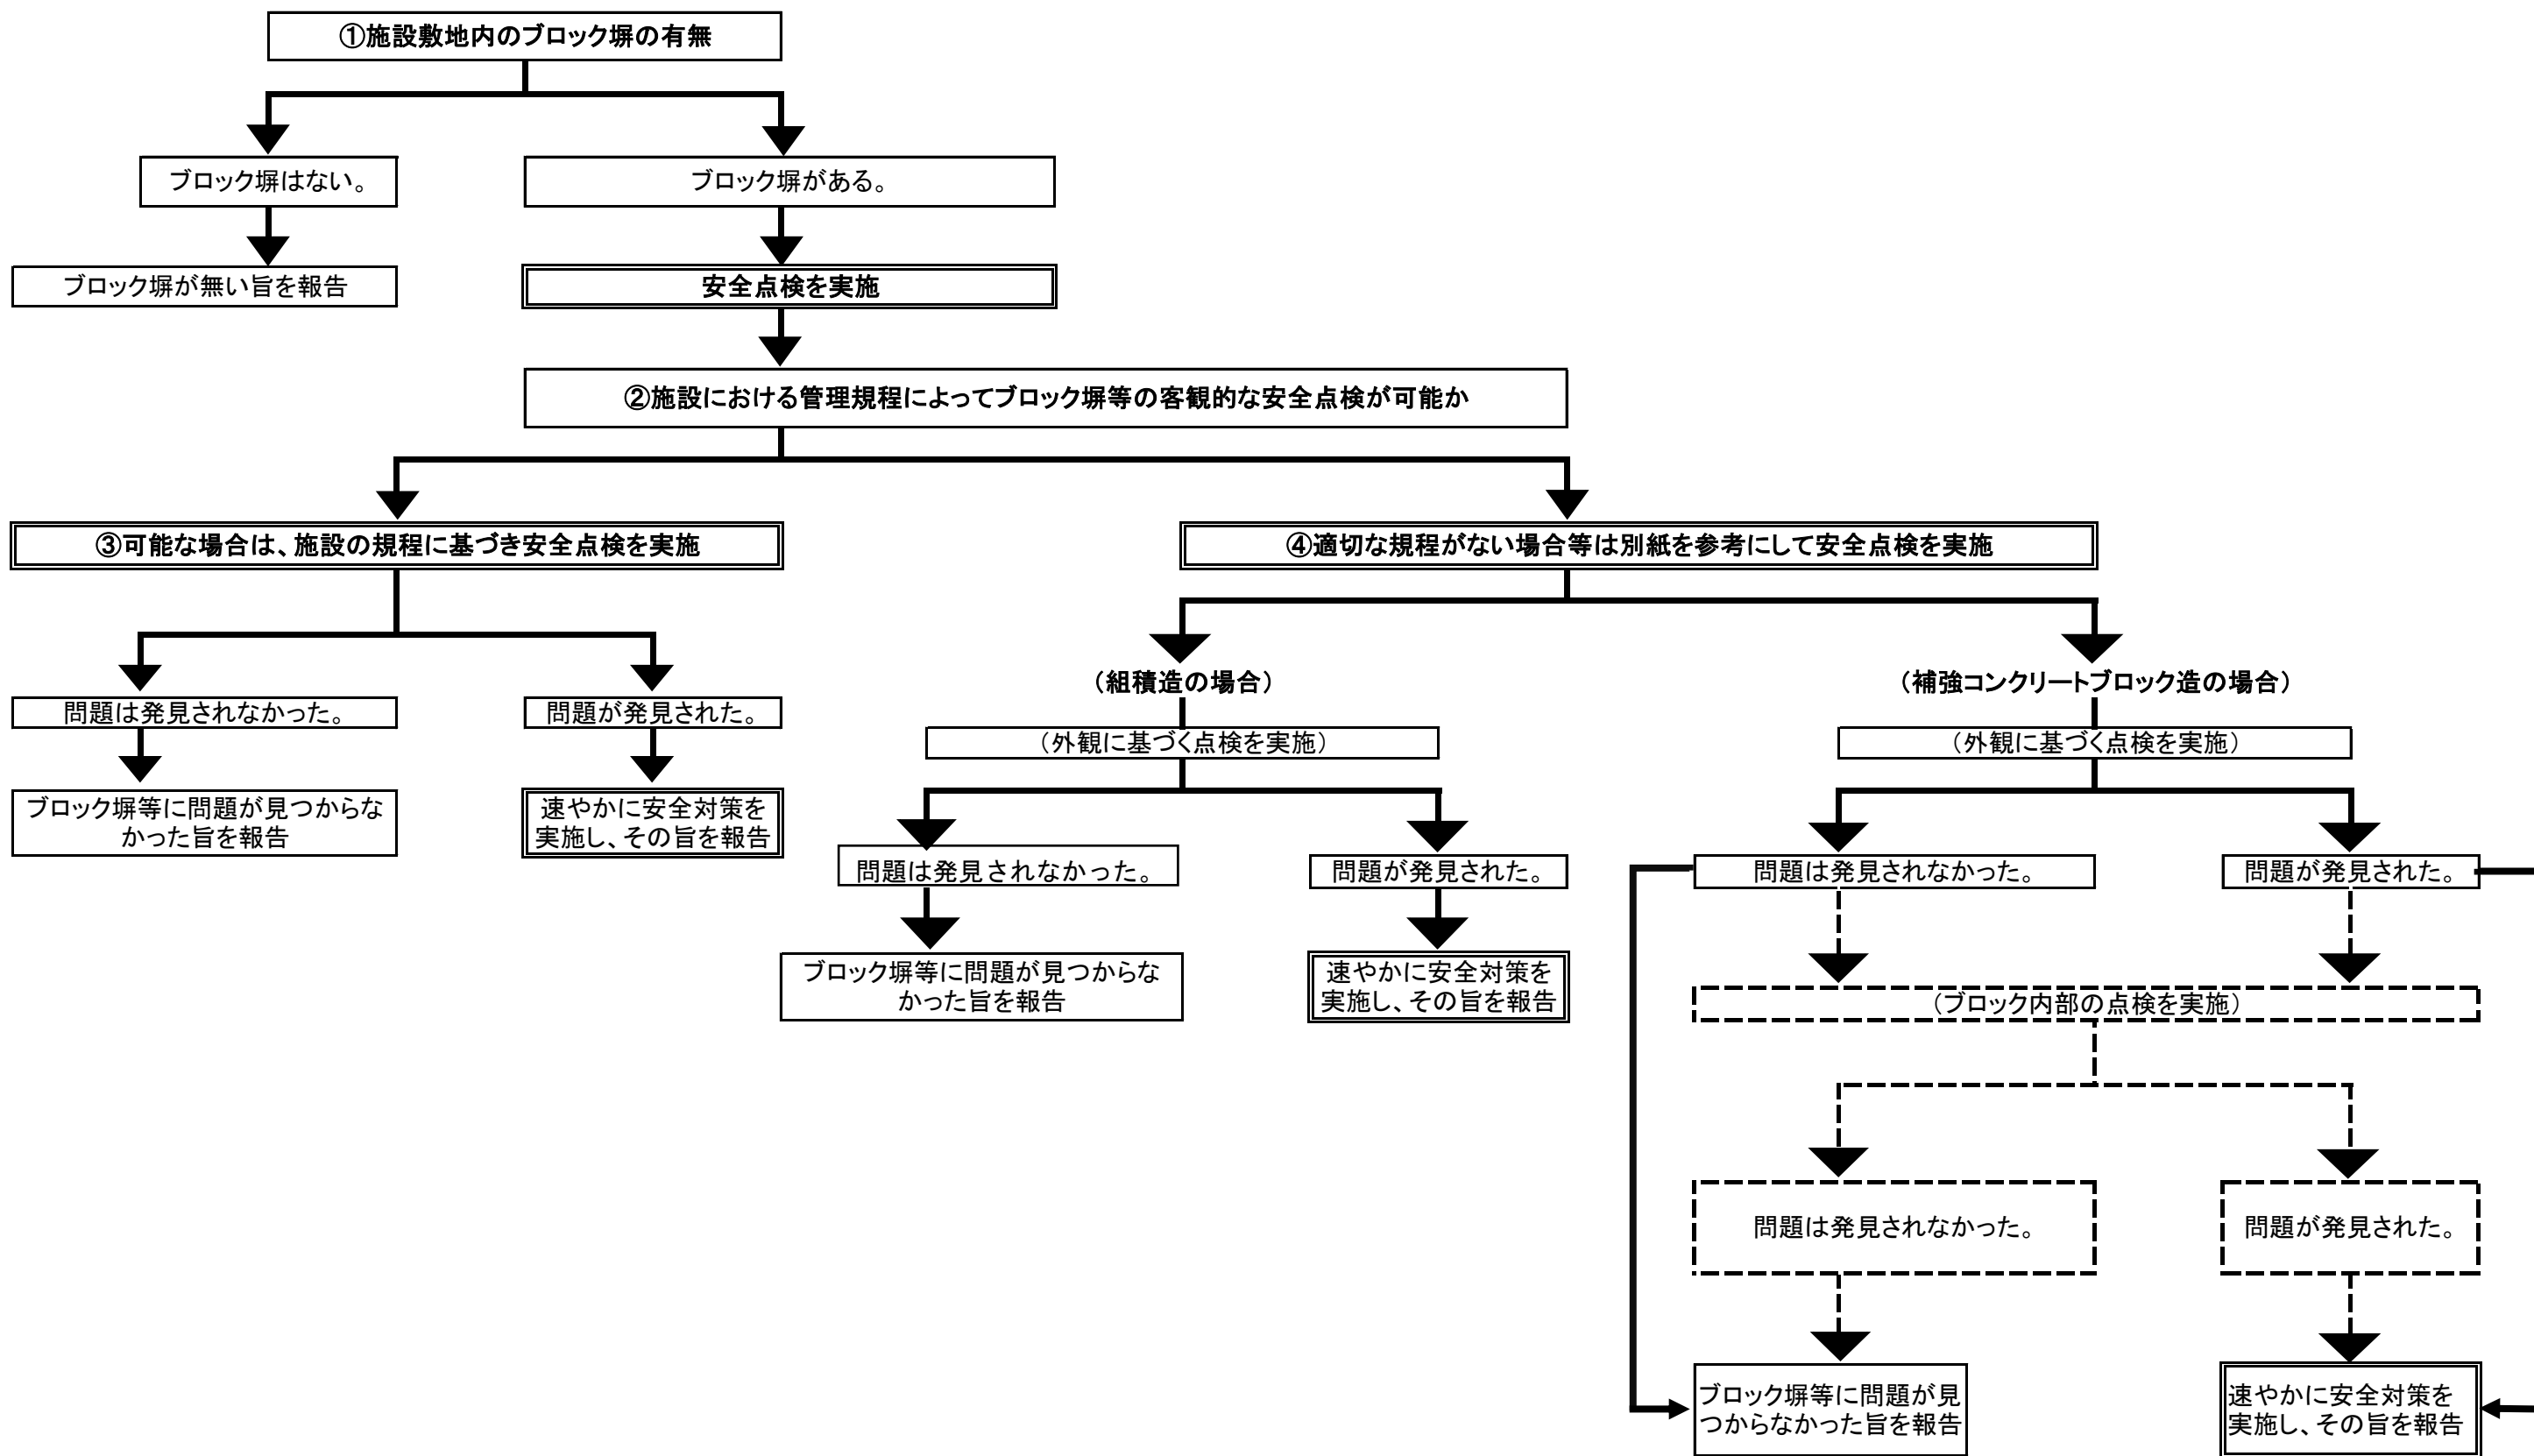 ①施設敷地内のブロック塀の有無
ブロック塀はない。
ブロック塀がある。
ブロック塀が無い旨を報告
安全点検を実施
②施設における管理規程によってブロック塀等の客観的な安全点検が可能か
③可能な場合は、施設の規程に基づき安全点検を実施
④適切な規程がない場合等は別紙を参考にして安全点検を実施
(組積造の場合)
(補強コンクリートブロック造の場合)
問題は発見されなかった。
問題が発見された。
(外観に基づく点検を実施)
(外観に基づく点検を実施)
ブロック塀等に問題が見つからな
かった旨を報告
速やかに安全対策を
実施し、その旨を報告
問題は発見されなかった。
問題が発見された。
問題は発見されなかった。
問題が発見された。
ブロック塀等に問題が見つからな
かった旨を報告
速やかに安全対策を
実施し、その旨を報告
(ブロック内部の点検を実施)
問題は発見されなかった。
問題が発見された。
ブロック塀等に問題が見
つからなかった旨を報告
速やかに安全対策を
実施し、その旨を報告